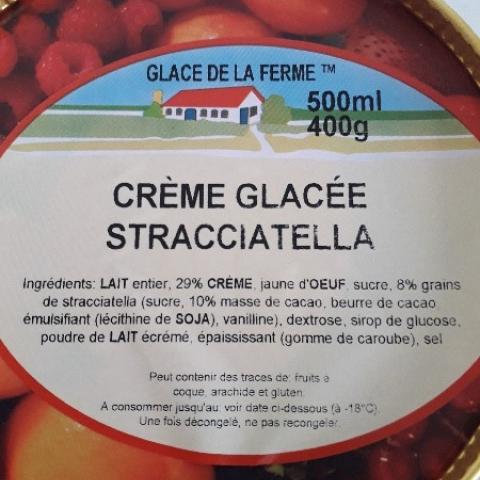 GLACE DE LA FERME ™
500ml
400g
CRÈME GLACÉE
STRACCIATELLA
Ingrédients: LAIT entier, 29% CRÈME, jaune d'OEUF, sucre, 8% grains
de stracciatella (sucre, 10% masse de cacao, beurre de cacao,
émulsifiant (lécithine de SOJA), vanilline), dextrose, sirop de glucose,
poudre de LAIT écrémé, épaississant (gomme de caroube), sel
Peut contenir des traces de: fruits à
coque, arachide et gluten.
A consommer jusqu'au: voir date ci-dessous (à -18°C).
Une fois décongelé, ne pas recongeler.